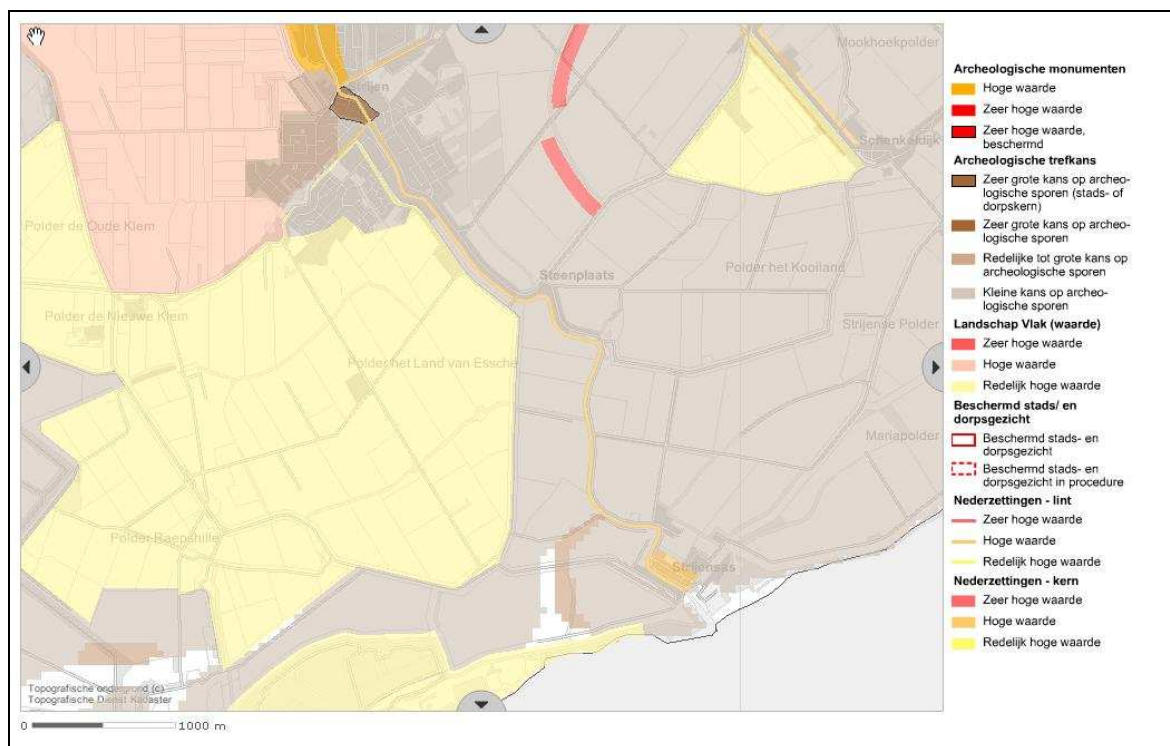 Strijen
Mookhoekpolder
Schenkeldijk
Polder de Oude Klem
Steenplaats
Polder het Kooiland
Polder de Nieuwe Klem
Strijense Polder
Polder het Land van Essche
Mariapolder
Polder Raepshille
Strijensas
Topografische ondergrond (c)
Topografische Dienst Kadaster
0 1000 m
Archeologische monumenten
Hoge waarde
Zeer hoge waarde
Zeer hoge waarde,
beschermd
Archeologische trefkans
Zeer grote kans op archeo-
logische sporen (stads- of
dorpskern)
Zeer grote kans op archeo-
logische sporen
Redelijke tot grote kans op
archeologische sporen
Kleine kans op archeo-
logische sporen
Landschap Vlak (waarde)
Zeer hoge waarde
Hoge waarde
Redelijk hoge waarde
Beschermd stads/ en
dorpsgezicht
Beschermd stads- en
dorpsgezicht
Beschermd stads- en
dorpsgezicht in procedure
Nederzettingen - lint
Zeer hoge waarde
Hoge waarde
Redelijk hoge waarde
Nederzettingen - kern
Zeer hoge waarde
Hoge waarde
Redelijk hoge waarde